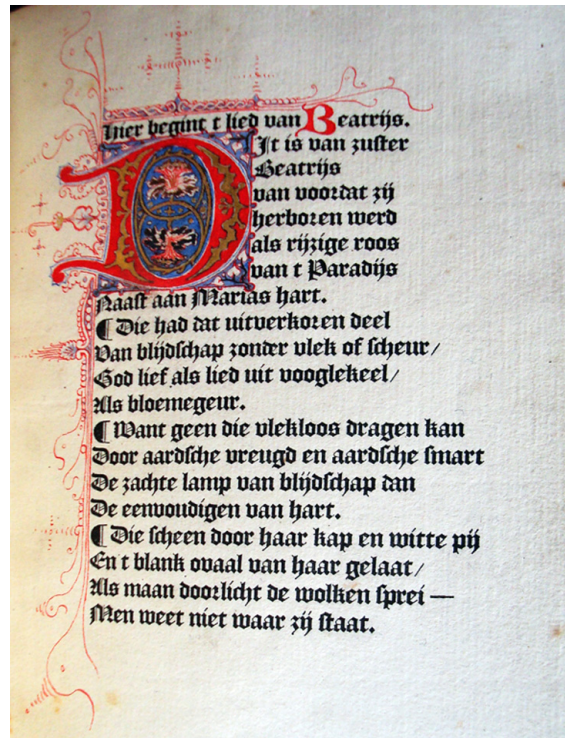 Hier begint t lied van Beatrijs.
Dit is van zuster
Beatrijs
van voordat zij
herboren werd
als rijzige roos
van t Paradijs
Naast aan Marias hart.
¶ Die had dat uitverkoren deel
Van blijdschap zonder vlek of scheur/
God lief als lied uit vooglekeel/
Als bloemegeur.
¶ Want geen die vlekloos dragen kan
Door aardsche vreugd en aardsche smart
De zachte lamp van blijdschap dan
De eenvoudigen van hart.
¶ Die scheen door haar kap en witte pij
En t blank ovaal van haar gelaat/
Als maan doorlicht de wolken sprei —
Men weet niet waar zij staat.